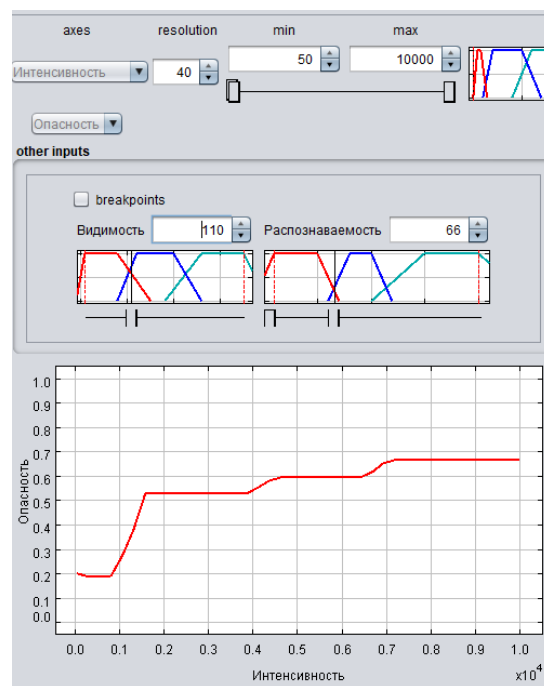 axes resolution min max
Интенсивность 40 50 10000
Опасность
other inputs
breakpoints
Видимость 110 Распознаваемость 66
1.0
0.9
0.8
0.7
0.6
0.5
0.4
0.3
0.2
0.1
0.0
Опасность
0.0 0.1 0.2 0.3 0.4 0.5 0.6 0.7 0.8 0.9 1.0
Интенсивность x10^4